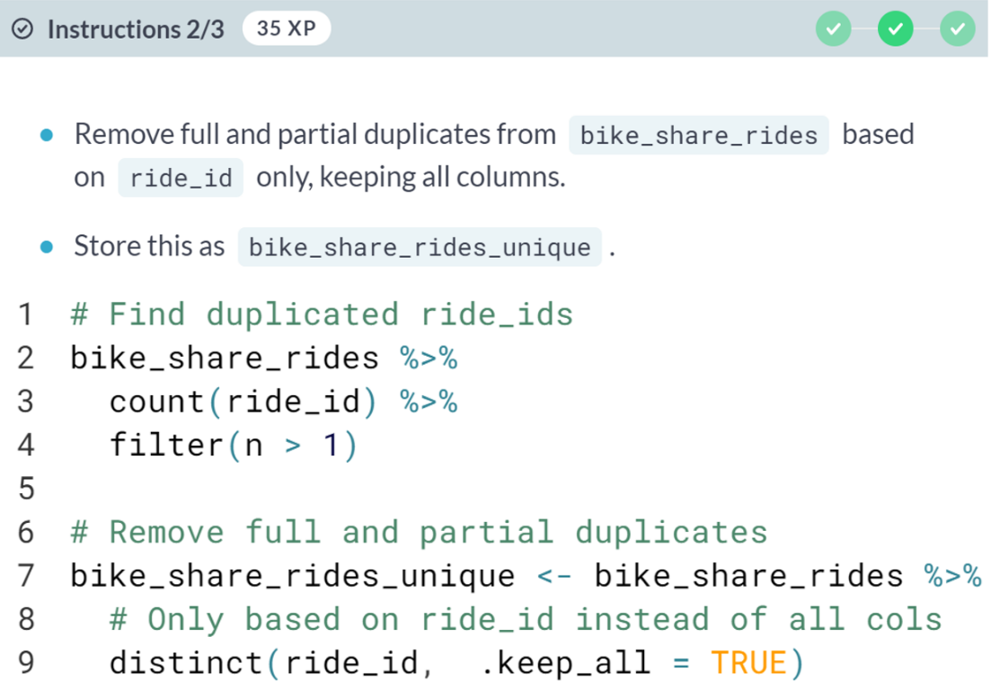 Instructions 2/3 35 XP
Remove full and partial duplicates from bike_share_rides based
on ride_id only, keeping all columns.
Store this as bike_share_rides_unique .
1 # Find duplicated ride_ids
2 bike_share_rides %>%
3   count(ride_id) %>%
4   filter(n > 1)
5
6 # Remove full and partial duplicates
7 bike_share_rides_unique <- bike_share_rides %>%
8   # Only based on ride_id instead of all cols
9   distinct(ride_id,  .keep_all = TRUE)